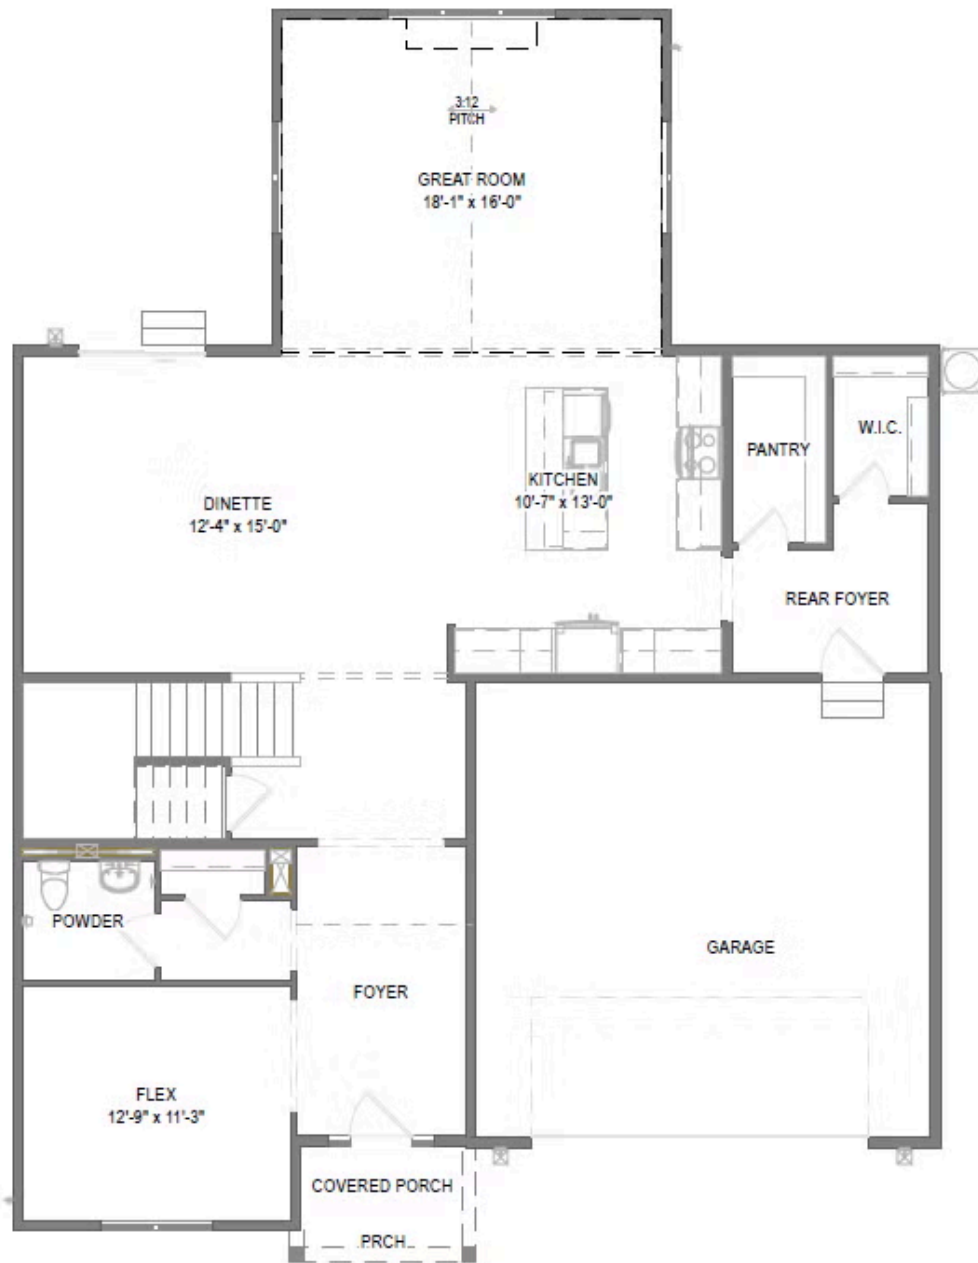 3:12
PITCH
GREAT ROOM
18'-1" x 16'-0"
W.I.C.
PANTRY
KITCHEN
10'-7" x 13'-0"
DINETTE
12'-4" x 15'-0"
REAR FOYER
POWDER
GARAGE
FOYER
FLEX
12'-9" x 11'-3"
COVERED PORCH
PRCH